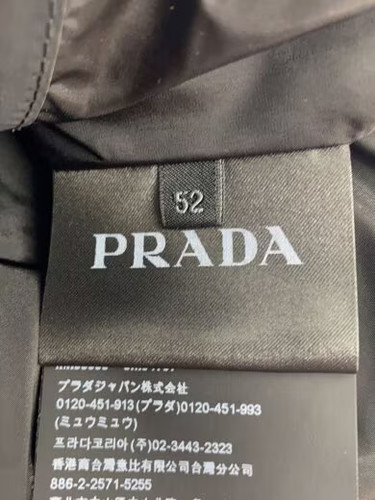 52
PRADA
プラダジャパン株式会社
0120-451-913(プラダ)0120-451-993
(ミュウミュウ)
프라다코리아(주)02-3443-2323
香港商台灣普比有限公司台灣分公司
886-2-2571-5255